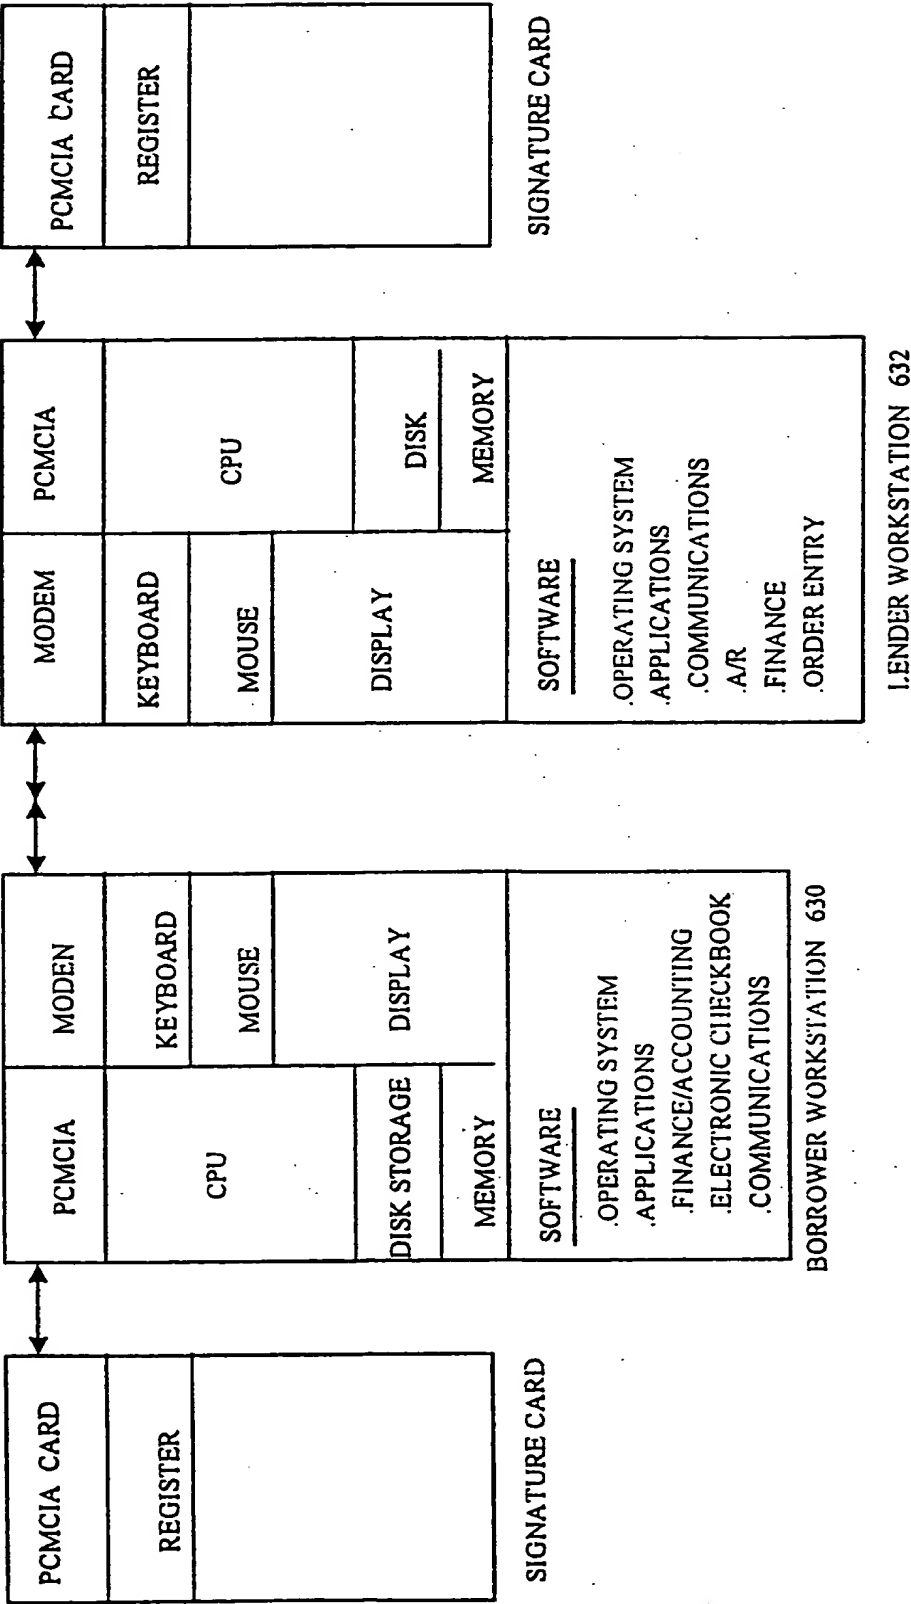 PCMCIA CARD
REGISTER
SIGNATURE CARD
PCMCIA
MODEN
CPU
KEYBOARD
MOUSE
DISK STORAGE
DISPLAY
MEMORY
SOFTWARE
.OPERATING SYSTEM
.APPLICATIONS
.FINANCE/ACCOUNTING
.ELECTRONIC CHECKBOOK
.COMMUNICATIONS
BORROWER WORKSTATION 630
MODEM
PCMCIA
KEYBOARD
CPU
MOUSE
DISPLAY
DISK
MEMORY
SOFTWARE
.OPERATING SYSTEM
.APPLICATIONS
.COMMUNICATIONS
.A/R
.FINANCE
.ORDER ENTRY
LENDER WORKSTATION 632
PCMCIA CARD
REGISTER
SIGNATURE CARD